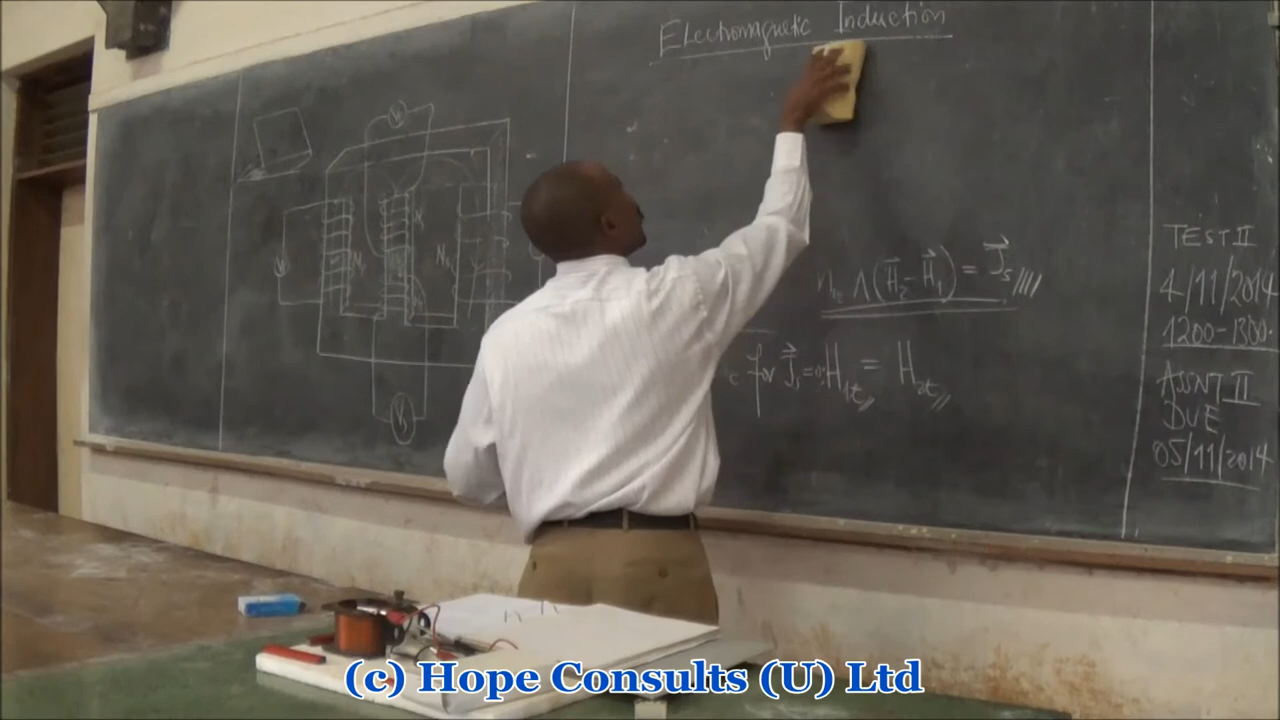 Electromagnetic Induction
Λ(H⃗₂ - H⃗₁) = J⃗s
for J⃗s=0; H1t = H2t
TEST II
4/11/2014
1200-1300.
ASSNT II
DUE
05/11/2014
(c) Hope Consults (U) Ltd